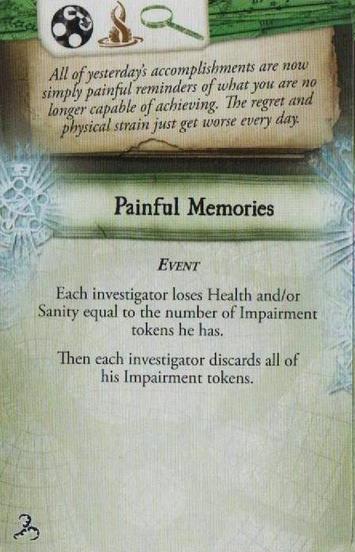 All of yesterday's accomplishments are now
simply painful reminders of what you are no
longer capable of achieving. The regret and
physical strain just get worse every day.
Painful Memories
Event
Each investigator loses Health and/or
Sanity equal to the number of Impairment
tokens he has.
Then each investigator discards all of
his Impairment tokens.